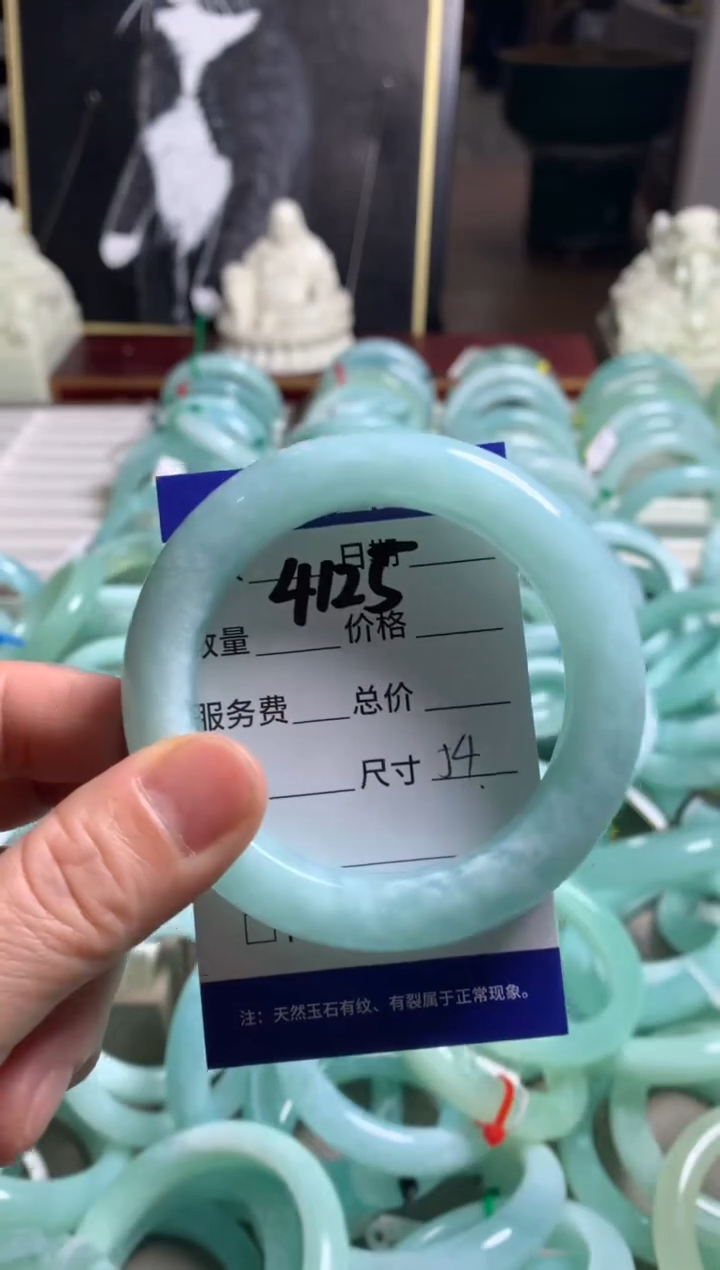 4125
日期
数量 价格
服务费 总价
尺寸 54
注：天然玉石有纹、有裂属于正常现象。